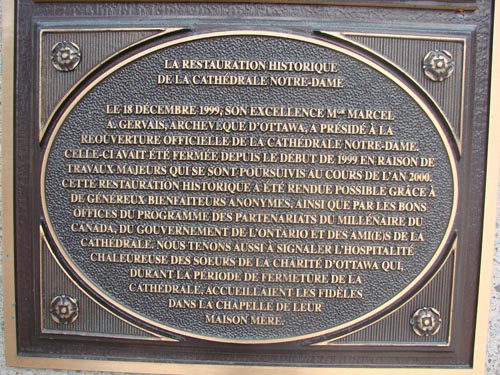 LA RESTAURATION HISTORIQUE
DE LA CATHÉDRALE NOTRE-DAME
LE 18 DÉCEMBRE 1999, SON EXCELLENCE Mgr MARCEL
A. GERVAIS, ARCHEVÊQUE D'OTTAWA, A PRÉSIDÉ À LA
RÉOUVERTURE OFFICIELLE DE LA CATHÉDRALE NOTRE-DAME.
CELLE-CI AVAIT ÉTÉ FERMÉE DEPUIS LE DÉBUT DE 1999 EN RAISON DE
TRAVAUX MAJEURS QUI SE SONT POURSUIVIS AU COURS DE L'AN 2000.
CETTE RESTAURATION HISTORIQUE A ÉTÉ RENDUE POSSIBLE GRÂCE À
DE GÉNÉREUX BIENFAITEURS ANONYMES, AINSI QUE PAR LES BONS
OFFICES DU PROGRAMME DES PARTENARIATS DU MILLÉNAIRE DU
CANADA, DU GOUVERNEMENT DE L'ONTARIO ET DES AMI(E)S DE LA
CATHÉDRALE. NOUS TENONS AUSSI À SIGNALER L'HOSPITALITÉ
CHALEUREUSE DES SOEURS DE LA CHARITÉ D'OTTAWA QUI,
DURANT LA PÉRIODE DE FERMETURE DE LA
CATHÉDRALE, ACCUEILLAIENT LES FIDÈLES
DANS LA CHAPELLE DE LEUR
MAISON MÈRE.